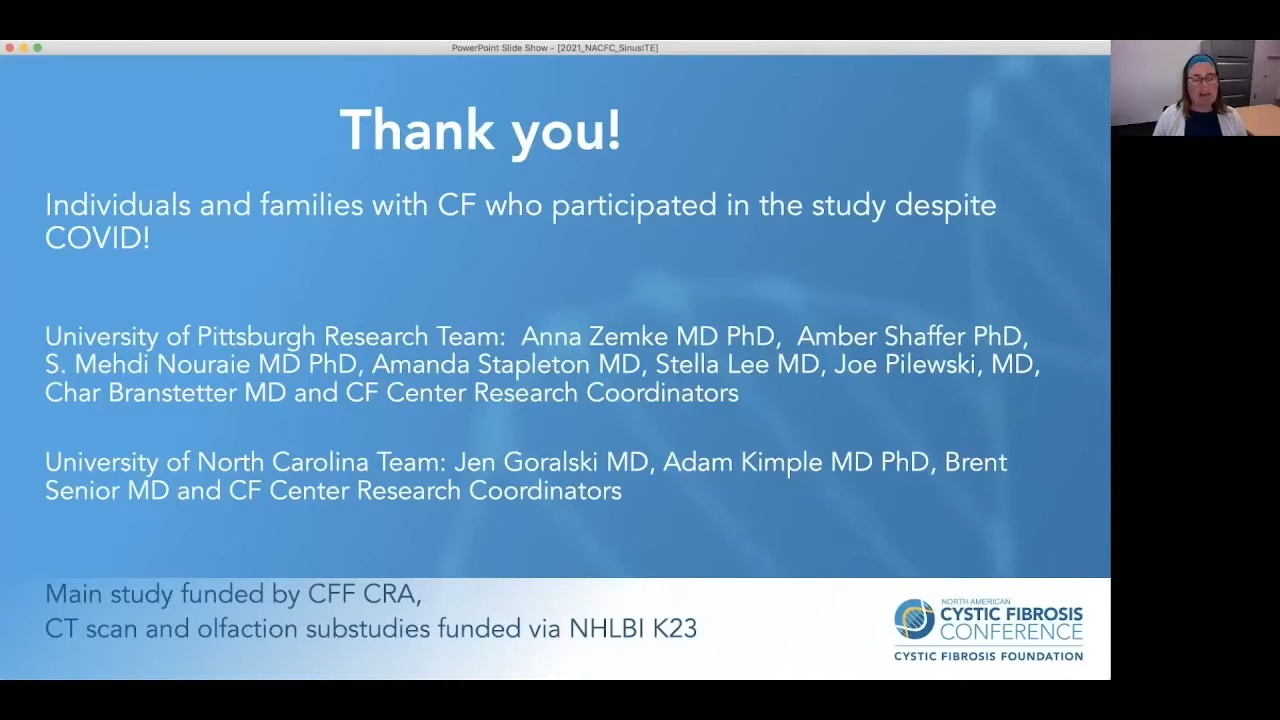 PowerPoint Slide Show - [2021_NACFC_SinusITE]
Thank you!
Individuals and families with CF who participated in the study despite
COVID!
University of Pittsburgh Research Team:  Anna Zemke MD PhD,  Amber Shaffer PhD,
S. Mehdi Nouraie MD PhD, Amanda Stapleton MD, Stella Lee MD, Joe Pilewski, MD,
Char Branstetter MD and CF Center Research Coordinators
University of North Carolina Team: Jen Goralski MD, Adam Kimple MD PhD, Brent
Senior MD and CF Center Research Coordinators
Main study funded by CFF CRA,
CT scan and olfaction substudies funded via NHLBI K23
NORTH AMERICAN
CYSTIC FIBROSIS
CONFERENCE
CYSTIC FIBROSIS FOUNDATION